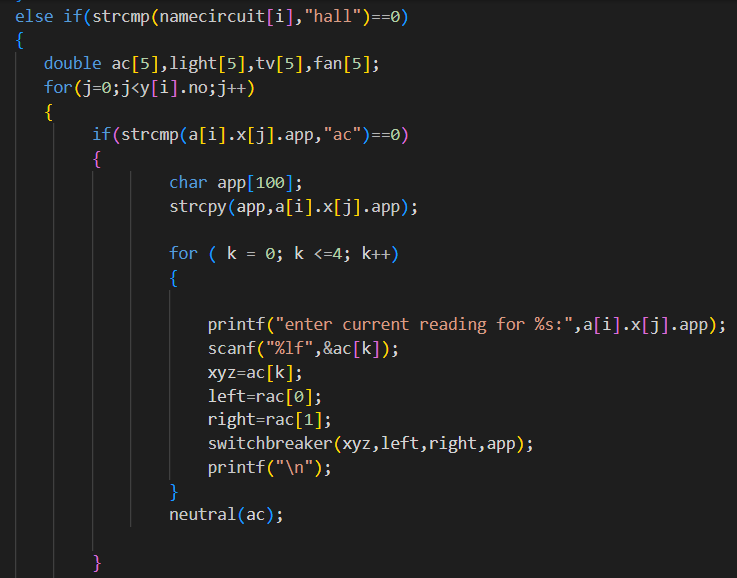 else if(strcmp(namecircuit[i],"hall")==0)
{
double ac[5],light[5],tv[5],fan[5];
for(j=0;j<y[i].no;j++)
{
if(strcmp(a[i].x[j].app,"ac")==0)
{
char app[100];
strcpy(app,a[i].x[j].app);
for ( k = 0; k <=4; k++)
{
printf("enter current reading for %s:",a[i].x[j].app);
scanf("%lf",&ac[k]);
xyz=ac[k];
left=rac[0];
right=rac[1];
switchbreaker(xyz,left,right,app);
printf("\n");
}
neutral(ac);
}